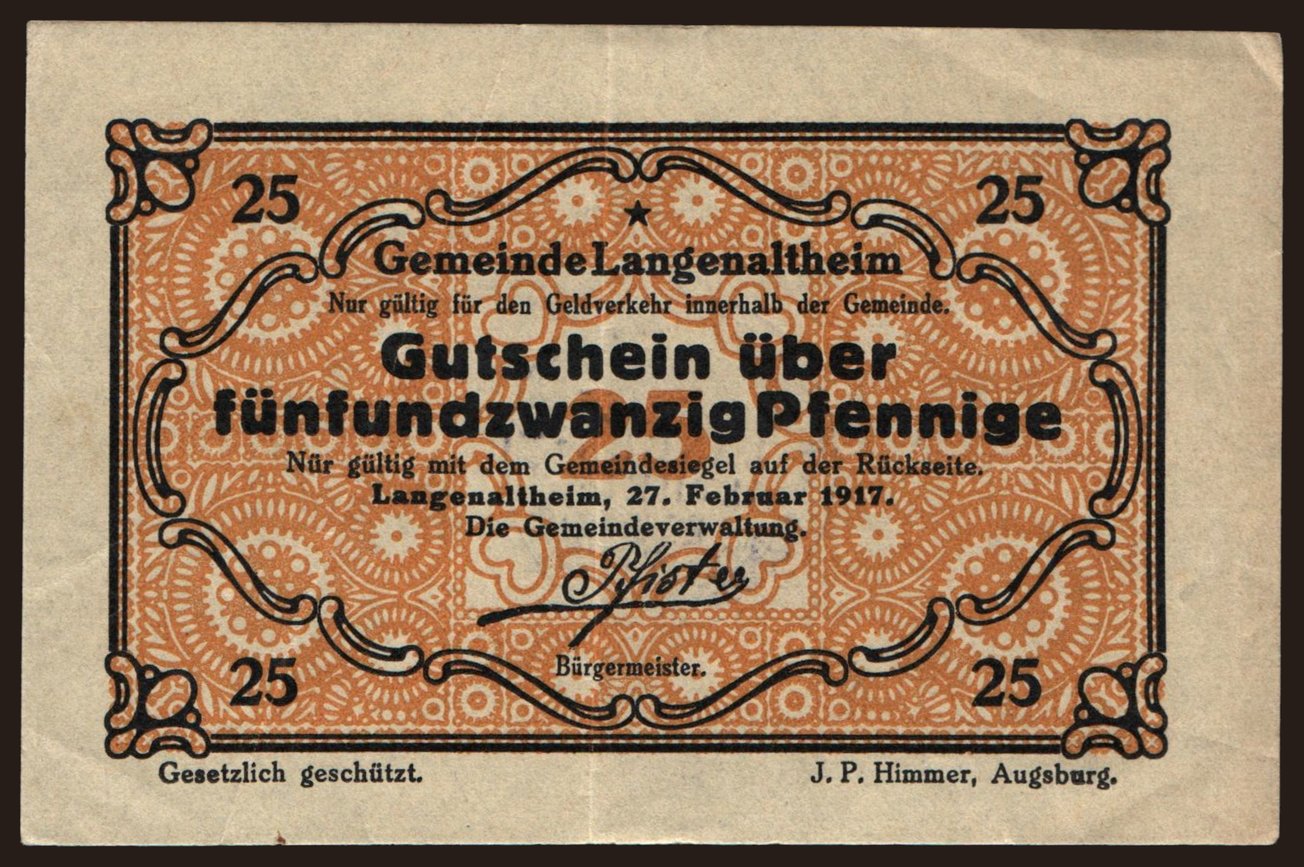 25 25
Gemeinde Langenaltheim
Nur gültig für den Geldverkehr innerhalb der Gemeinde.
Gutschein über
fünfundzwanzig Pfennige
25
Nür gültig mit dem Gemeindesiegel auf der Rückseite.
Langenaltheim, 27. Februar 1917.
Die Gemeindeverwaltung.
Pfister
Bürgermeister.
25 25
Gesetzlich geschützt. J. P. Himmer, Augsburg.